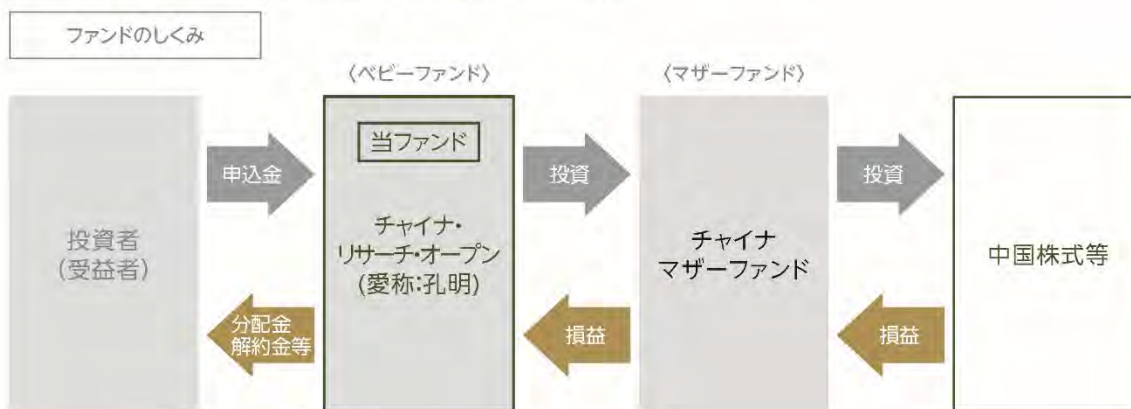 ファンドのしくみ
〈ベビーファンド〉
〈マザーファンド〉
投資者
(受益者)
申込金
分配金
解約金等
当ファンド
チャイナ・
リサーチ・オープン
(愛称:孔明)
投資
損益
チャイナ
マザーファンド
投資
損益
中国株式等